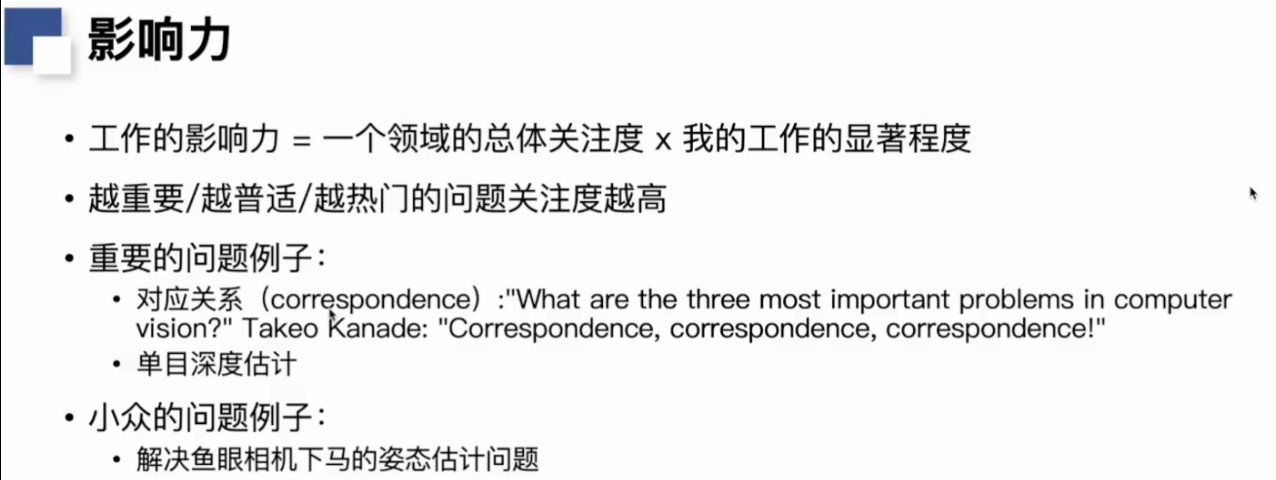 影响力
• 工作的影响力 = 一个领域的总体关注度 x 我的工作的显著程度
• 越重要/越普适/越热门的问题关注度越高
• 重要的问题例子：
• 对应关系（correspondence）:"What are the three most important problems in computer
vision?" Takeo Kanade: "Correspondence, correspondence, correspondence!"
• 单目深度估计
• 小众的问题例子：
• 解决鱼眼相机下马的姿态估计问题